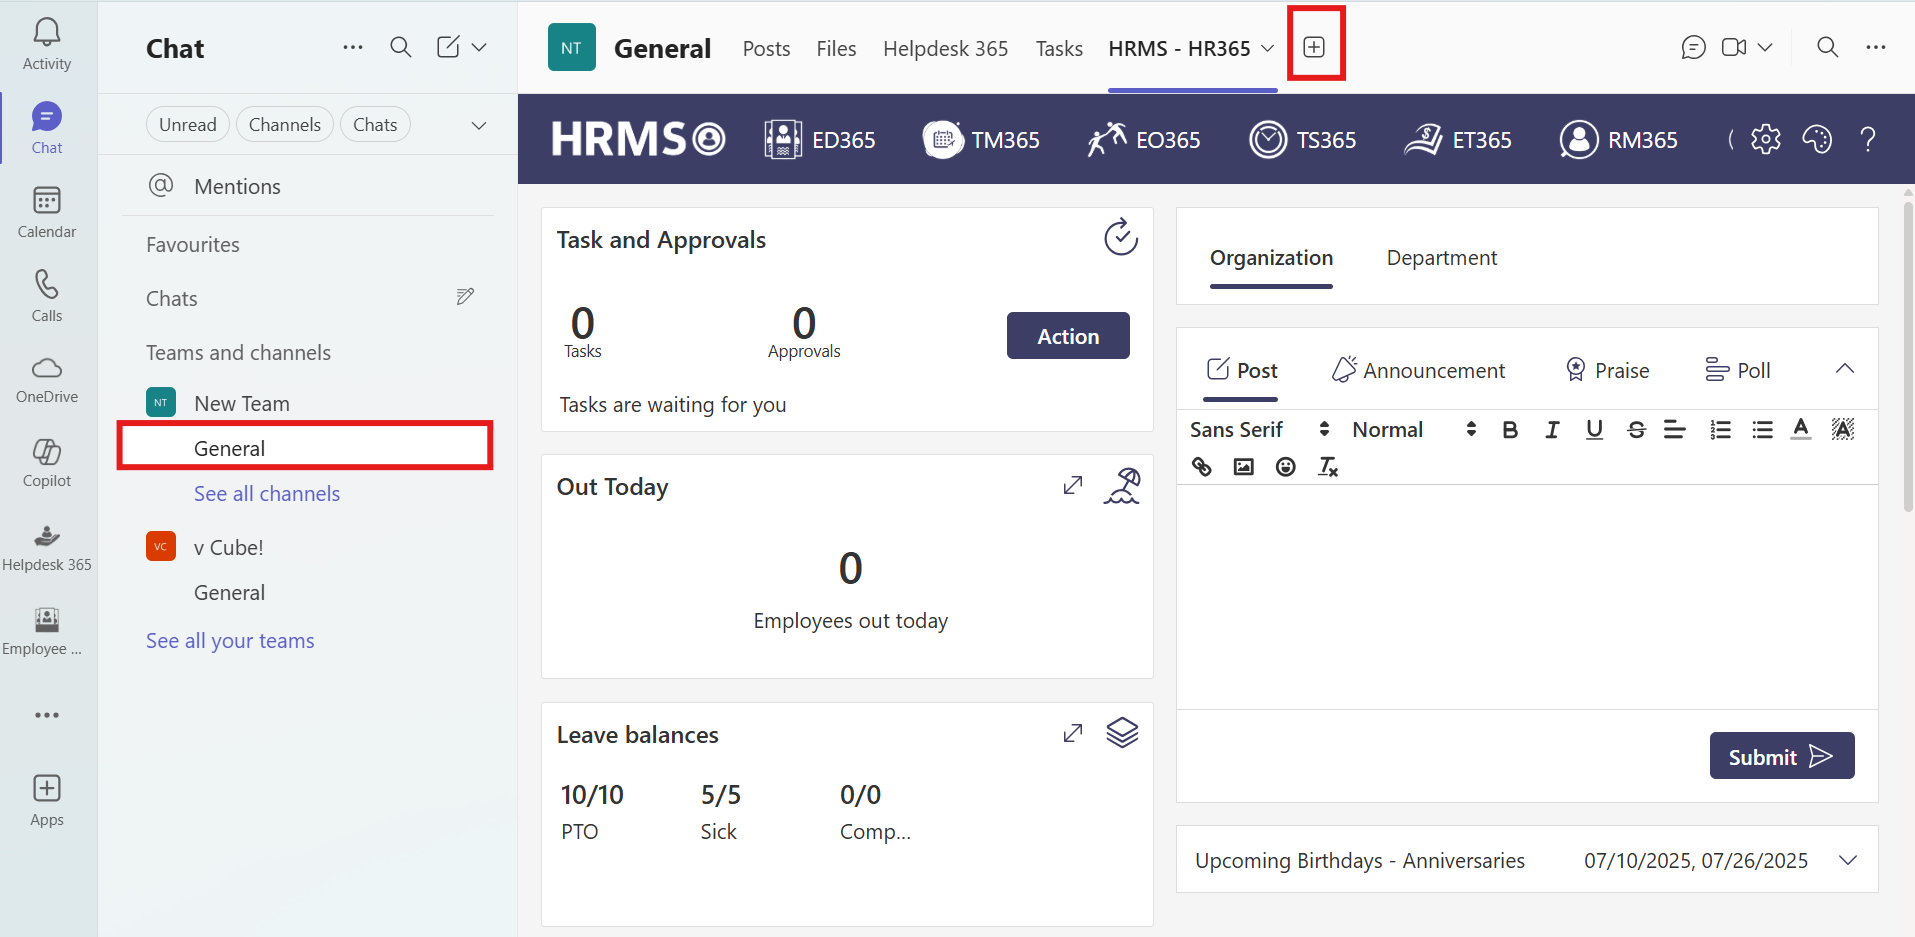 Activity
Chat
Calendar
Calls
OneDrive
Copilot
Helpdesk 365
Employee ...
Apps
Chat
Unread
Channels
Chats
@ Mentions
Favourites
Chats
Teams and channels
NT New Team
General
See all channels
VC v Cube!
General
See all your teams
NT General Posts Files Helpdesk 365 Tasks HRMS - HR365
HRMS ED365 TM365 EO365 TS365 ET365 RM365 ?
Task and Approvals
0 0
Tasks Approvals
Action
Tasks are waiting for you
Out Today
0
Employees out today
Leave balances
10/10 5/5 0/0
PTO Sick Comp...
Organization Department
Post Announcement Praise Poll
Sans Serif Normal B I U S A A
Submit
Upcoming Birthdays - Anniversaries 07/10/2025, 07/26/2025